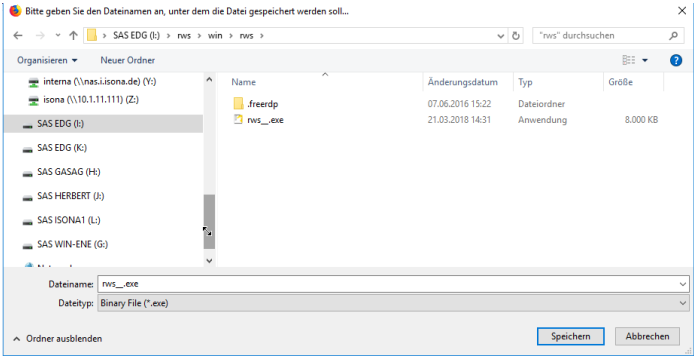 Bitte geben Sie den Dateinamen an, unter dem die Datei gespeichert werden soll...
SAS EDG (I:) › rws › win › rws ›
"rws" durchsuchen
Organisieren
Neuer Ordner
interna (\\nas.i.isona.de) (Y:)
isona (\\10.1.11.111) (Z:)
SAS EDG (I:)
SAS EDG (K:)
SAS GASAG (H:)
SAS HERBERT (J:)
SAS ISONA1 (L:)
SAS WIN-ENE (G:)
Name Änderungsdatum Typ Größe
.freerdp 07.06.2016 15:22 Dateiordner
rws__.exe 21.03.2018 14:31 Anwendung 8.000 KB
Dateiname: rws__.exe
Dateityp: Binary File (*.exe)
Ordner ausblenden
Speichern
Abbrechen